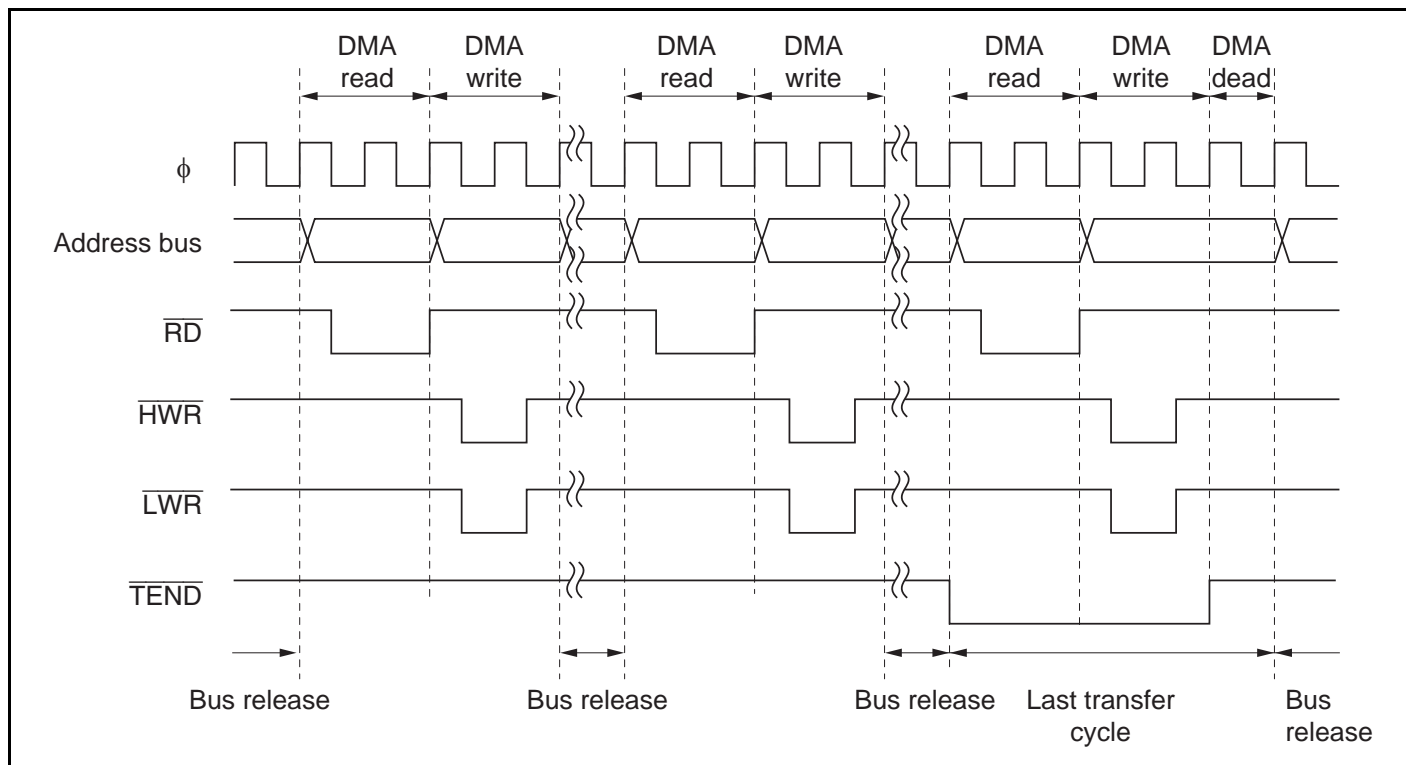 DMA read
DMA write
DMA read
DMA write
DMA read
DMA write
DMA dead
ϕ
Address bus
RD
HWR
LWR
TEND
Bus release
Bus release
Bus release
Last transfer cycle
Bus release